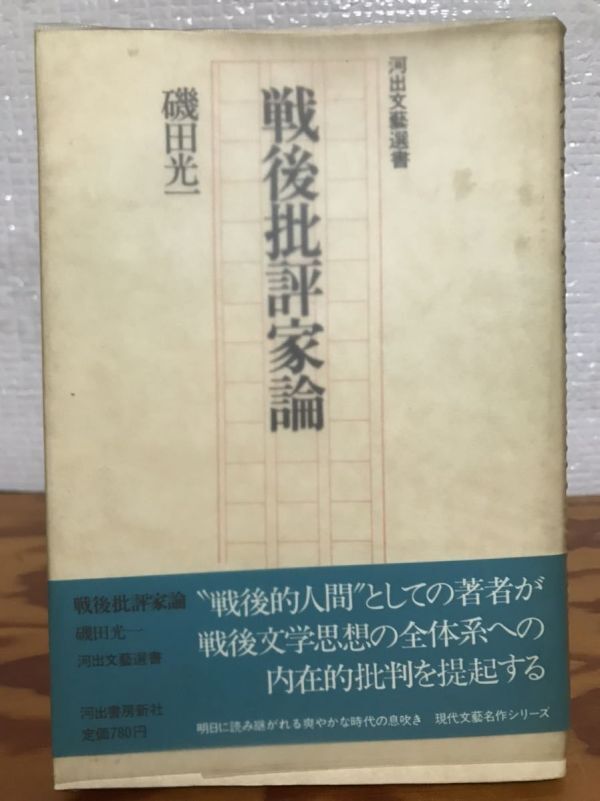 河出文藝選書
戦後批評家論
磯田光一
〝戦後的人間〟としての著者が
戦後文学思想の全体系への
内在的批判を提起する
明日に読み継がれる爽やかな時代の息吹き 現代文藝名作シリーズ
戦後批評家論
磯田光一
河出文藝選書
河出書房新社
定価780円